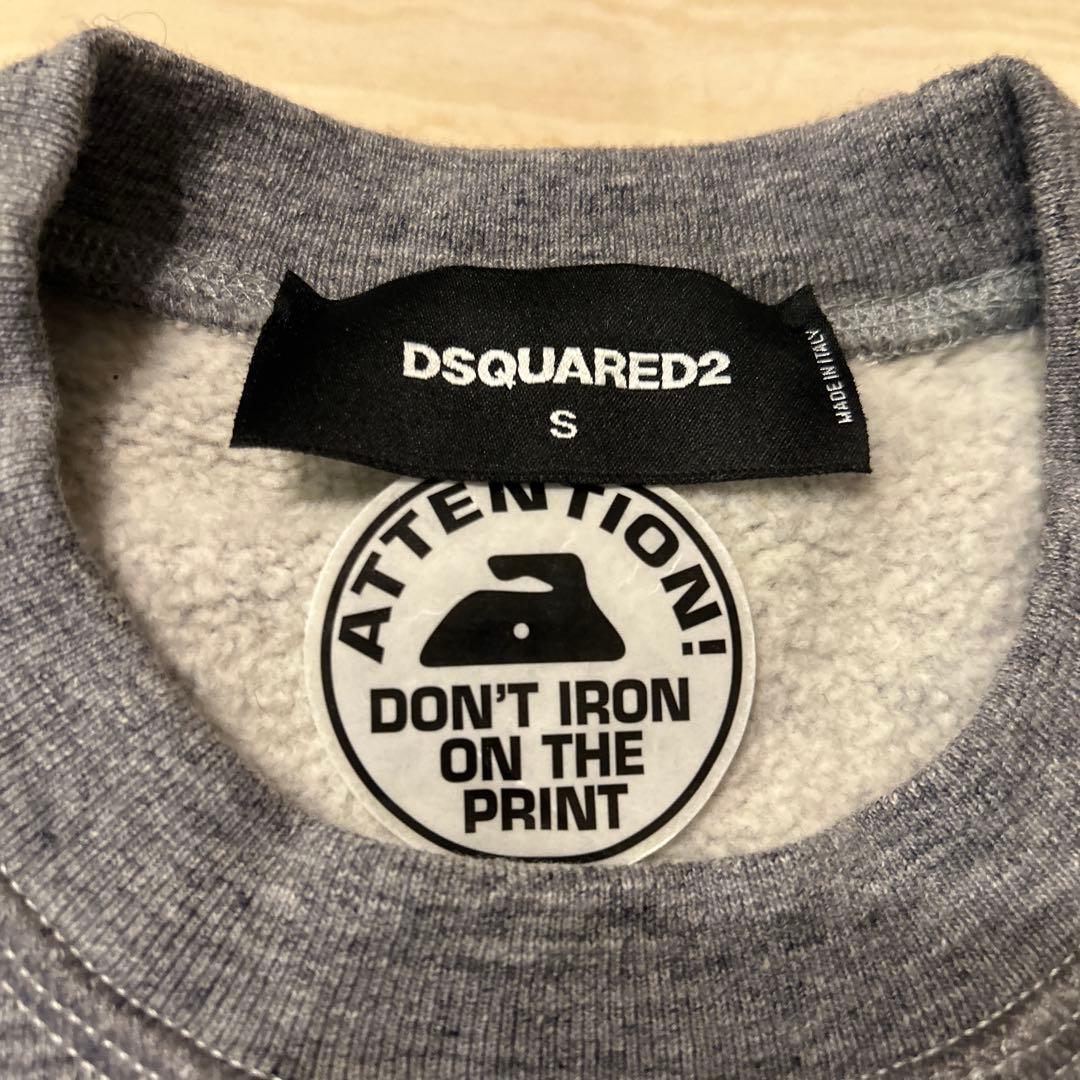 DSQUARED2
S
MADE IN ITALY
ATTENTION!
DON'T IRON
ON THE
PRINT